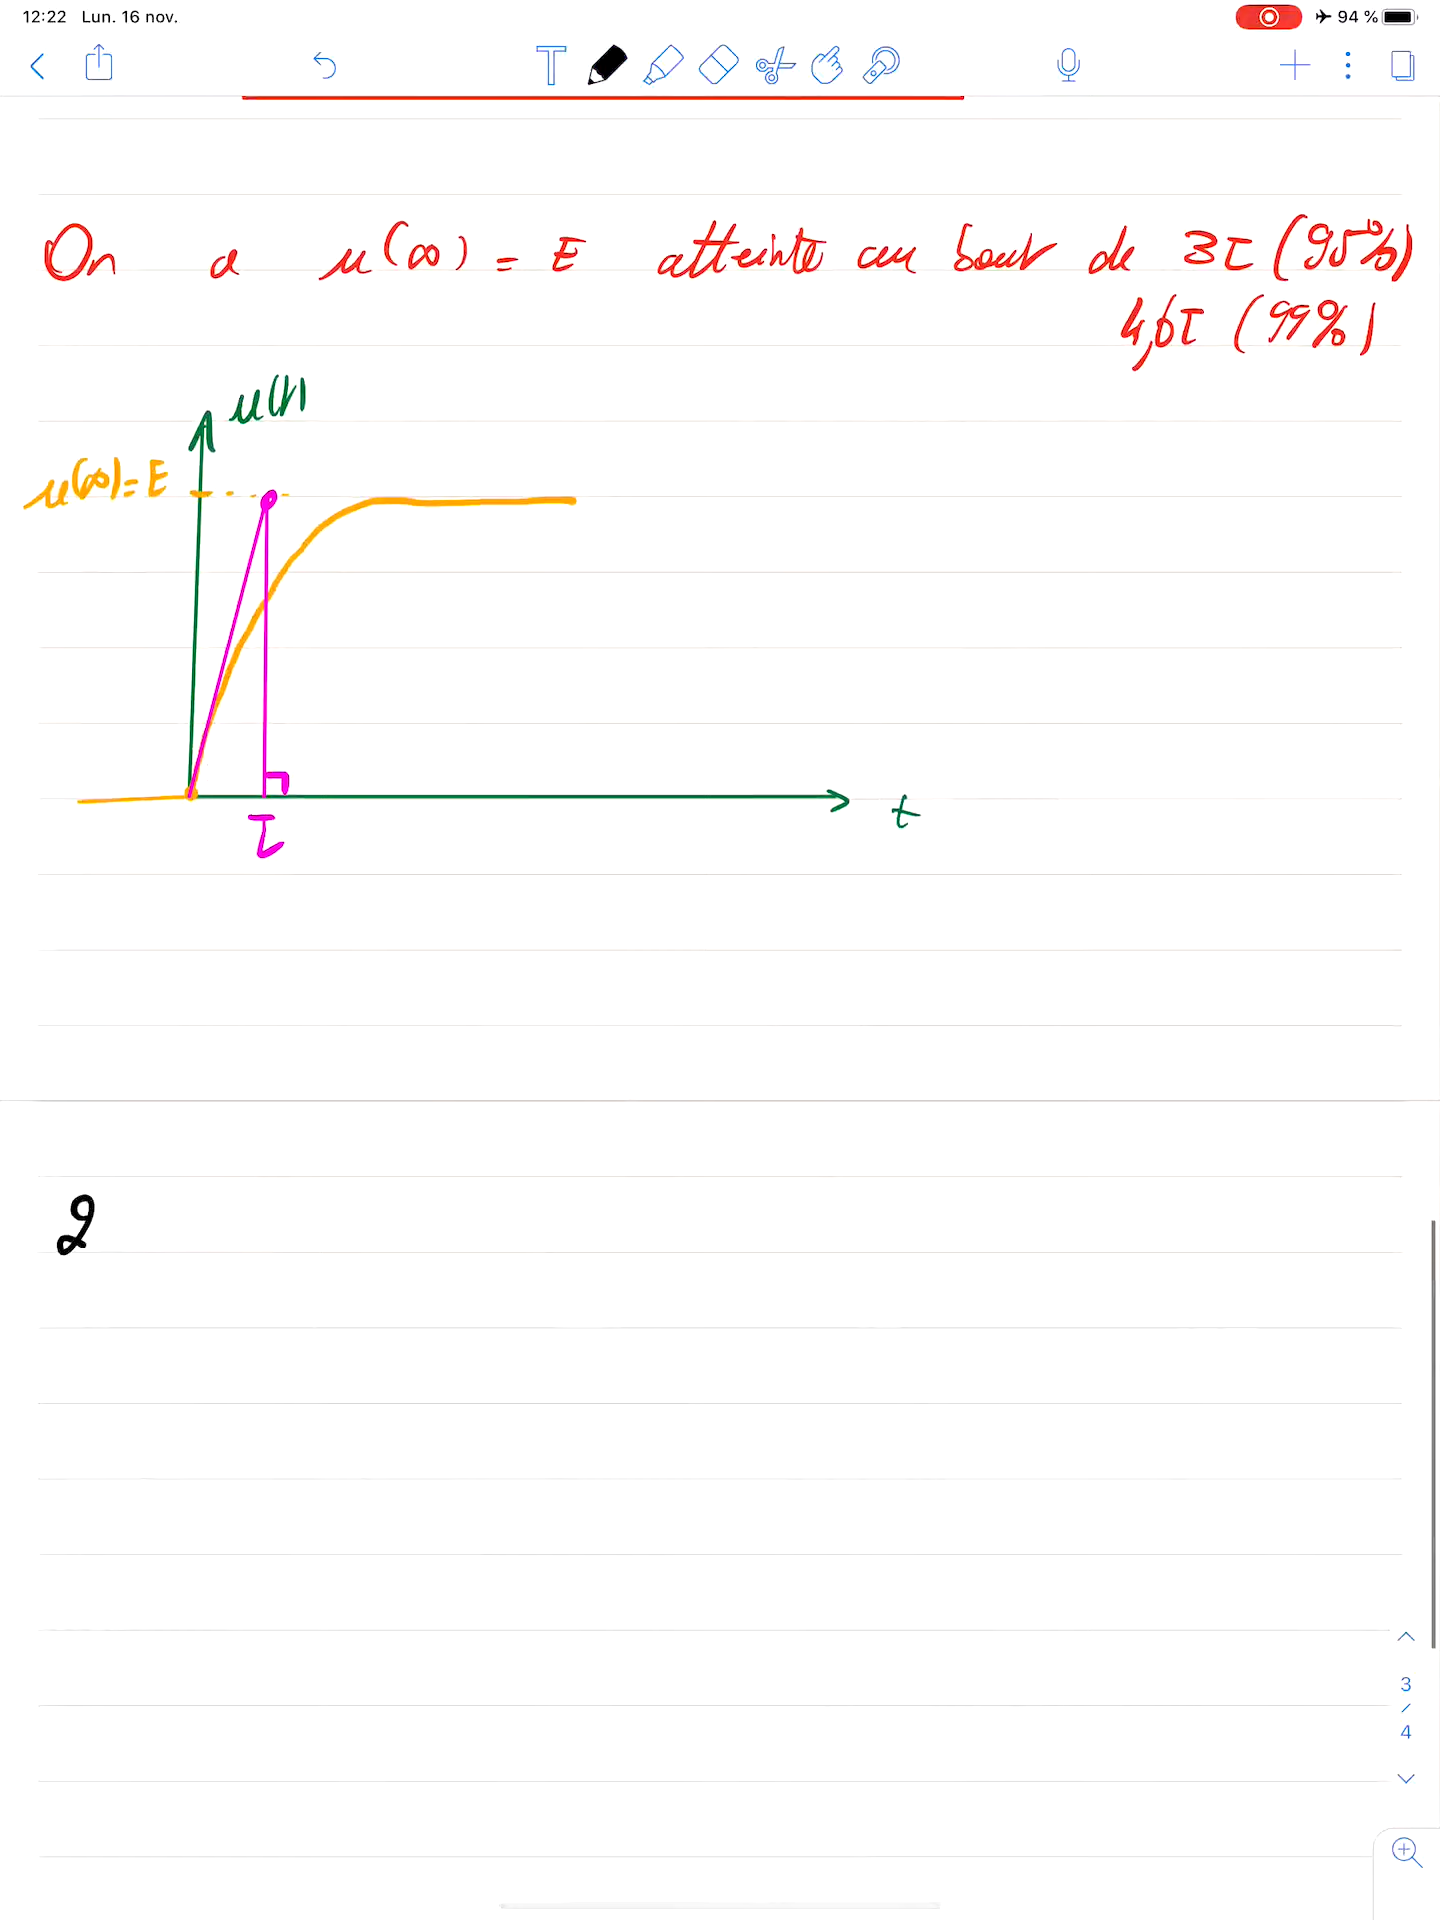 12:22 Lun. 16 nov. 94 %
On a u(∞) = E atteinte au bout de 3τ (95%)
4,6τ (99%)
u(t)
u(∞)=E
t
τ
2
3
/
4